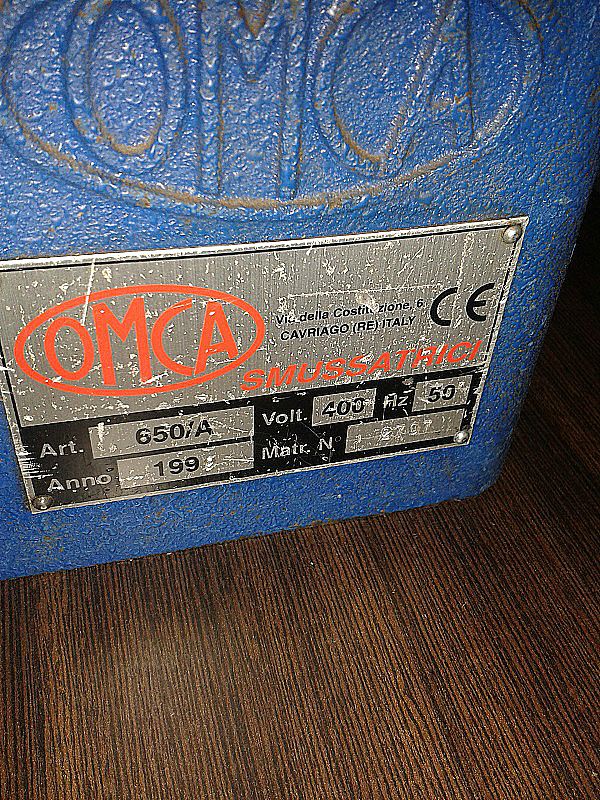 OMCA
OMCA
Via della Costituzione, 6
CAVRIAGO (RE) ITALY
CE
SMUSSATRICI
Art. 650/A
Volt. 400 Hz 50
Anno 199
Matr. N°